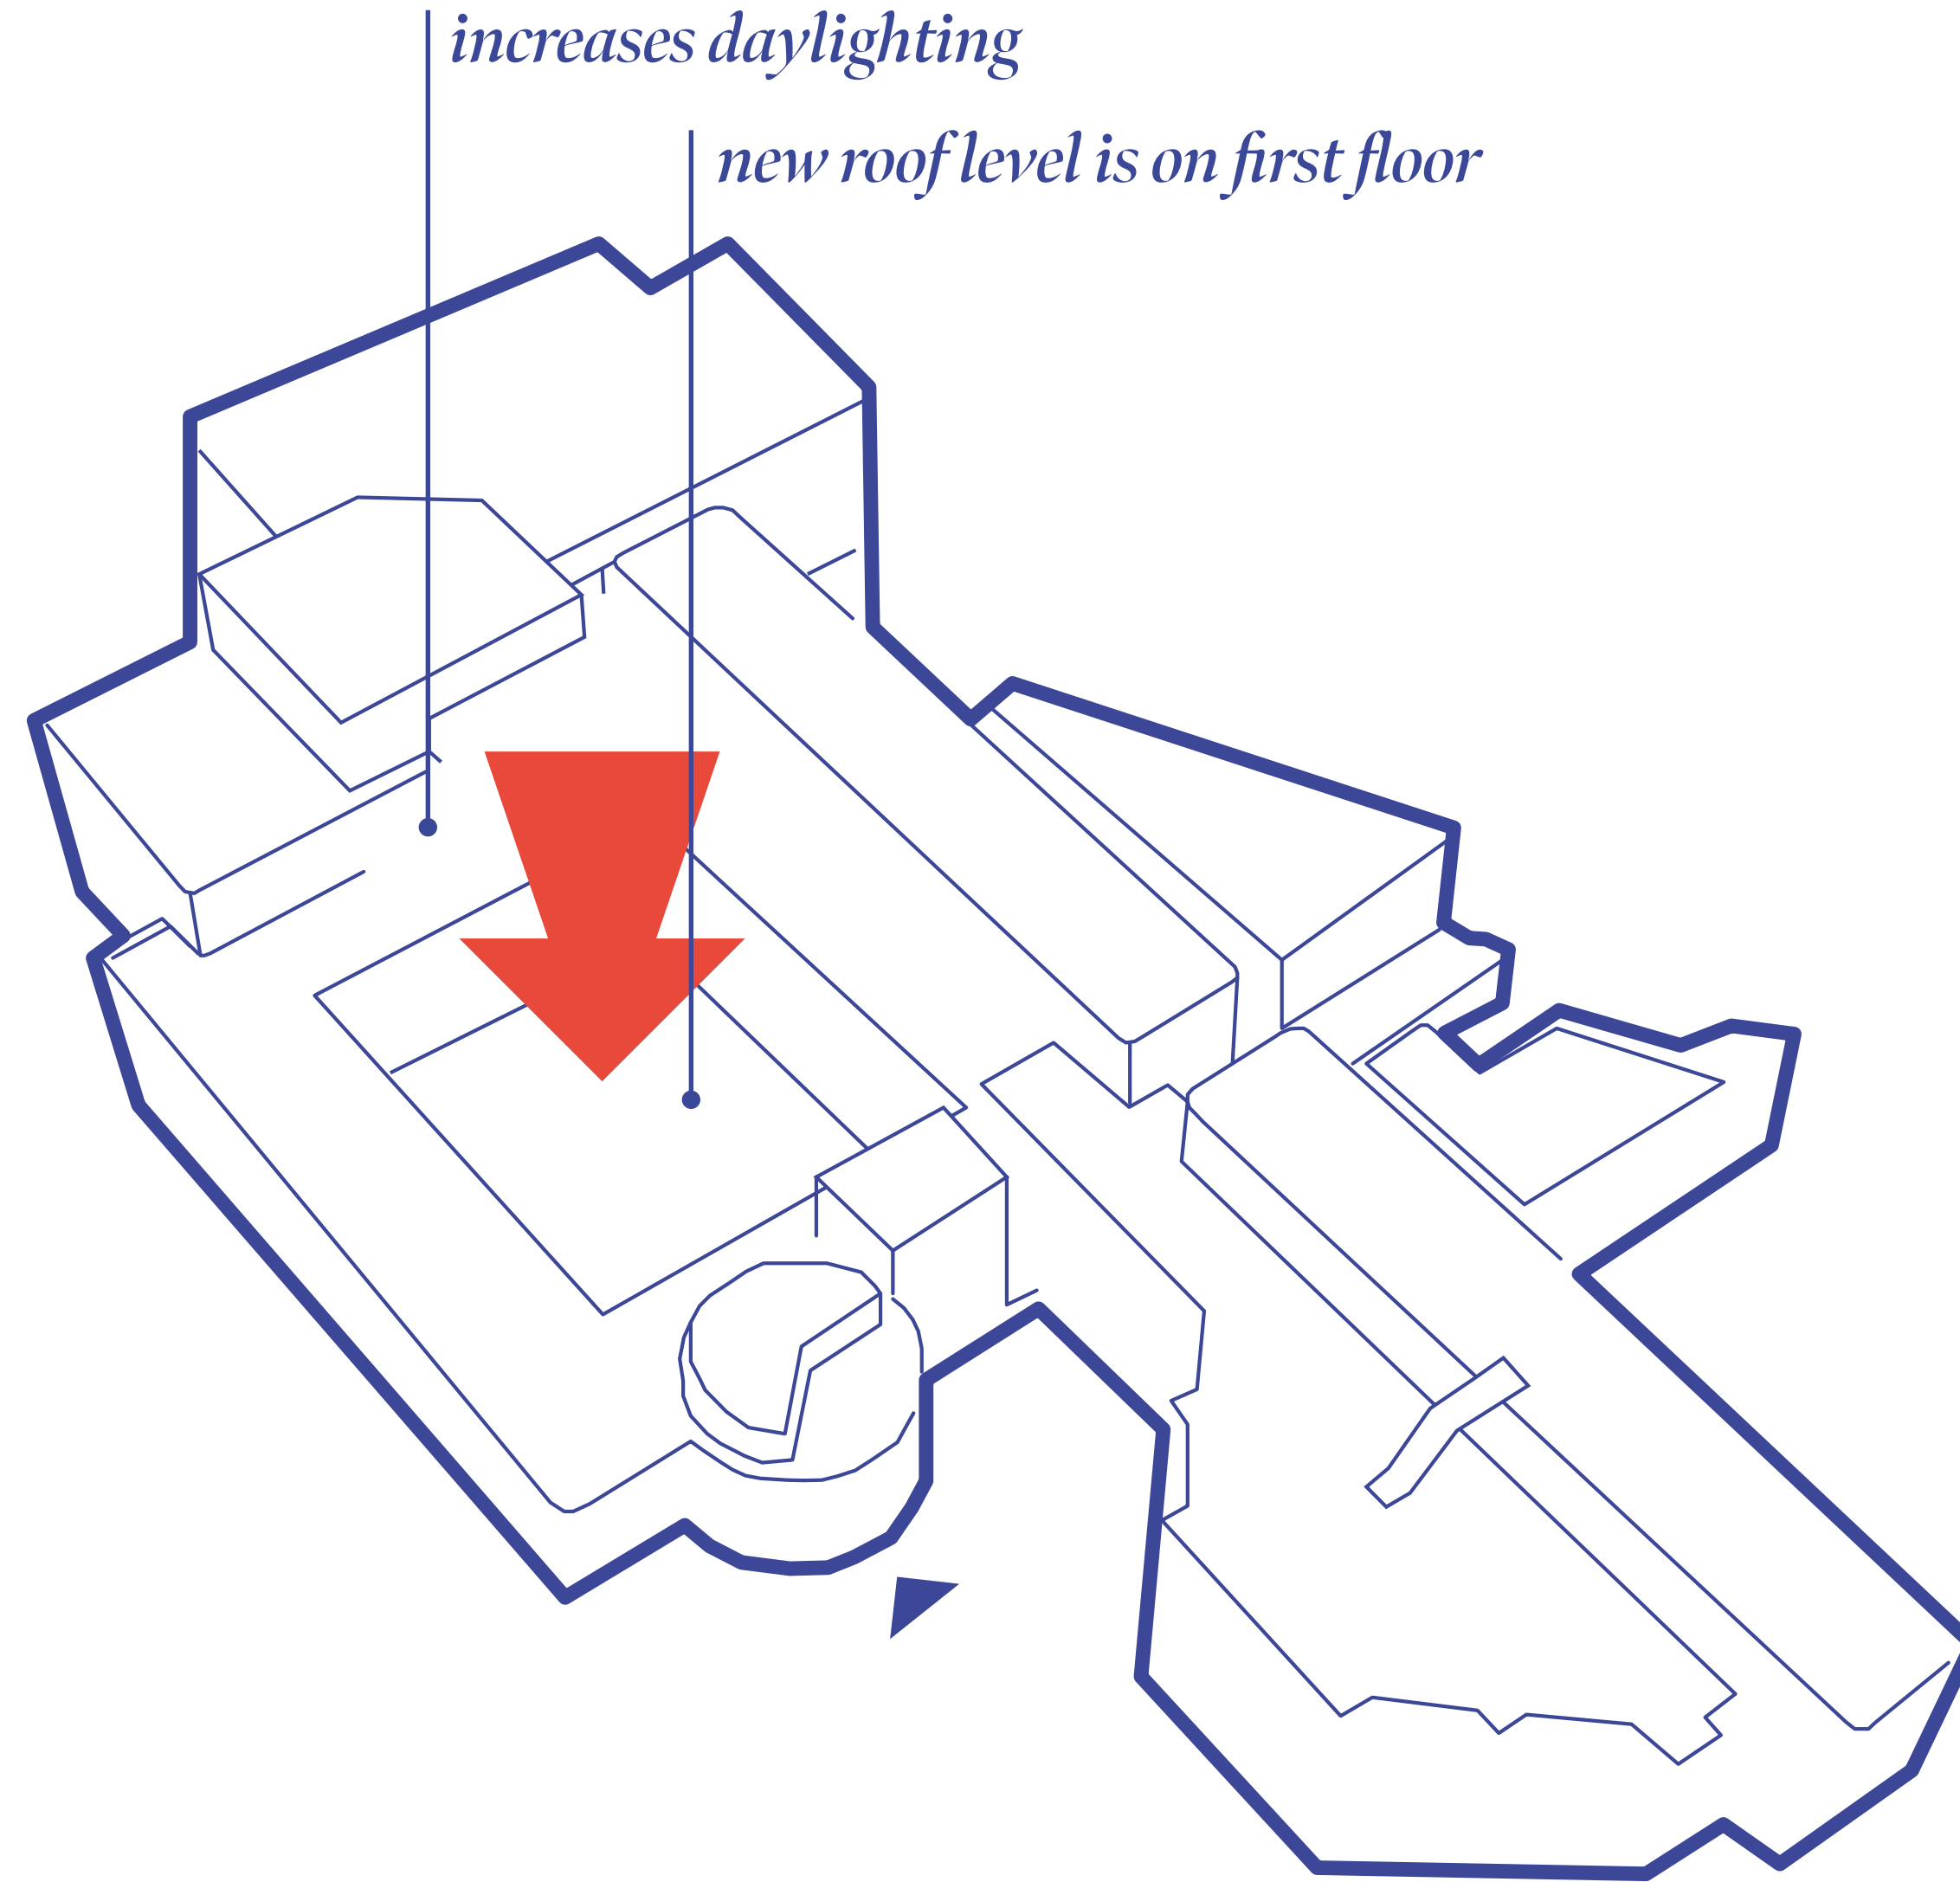 increases daylighting
new roof level is on first floor